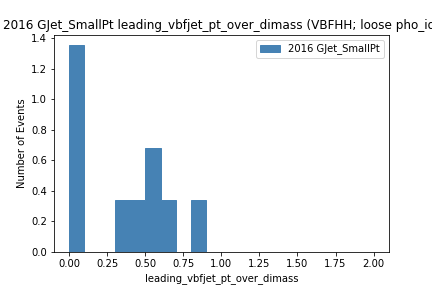 2016 GJet_SmallPt leading_vbfjet_pt_over_dimass (VBFHH; loose pho_id
2016 GJet_SmallPt
Number of Events
1.4
1.2
1.0
0.8
0.6
0.4
0.2
0.0
0.00 0.25 0.50 0.75 1.00 1.25 1.50 1.75 2.00
leading_vbfjet_pt_over_dimass